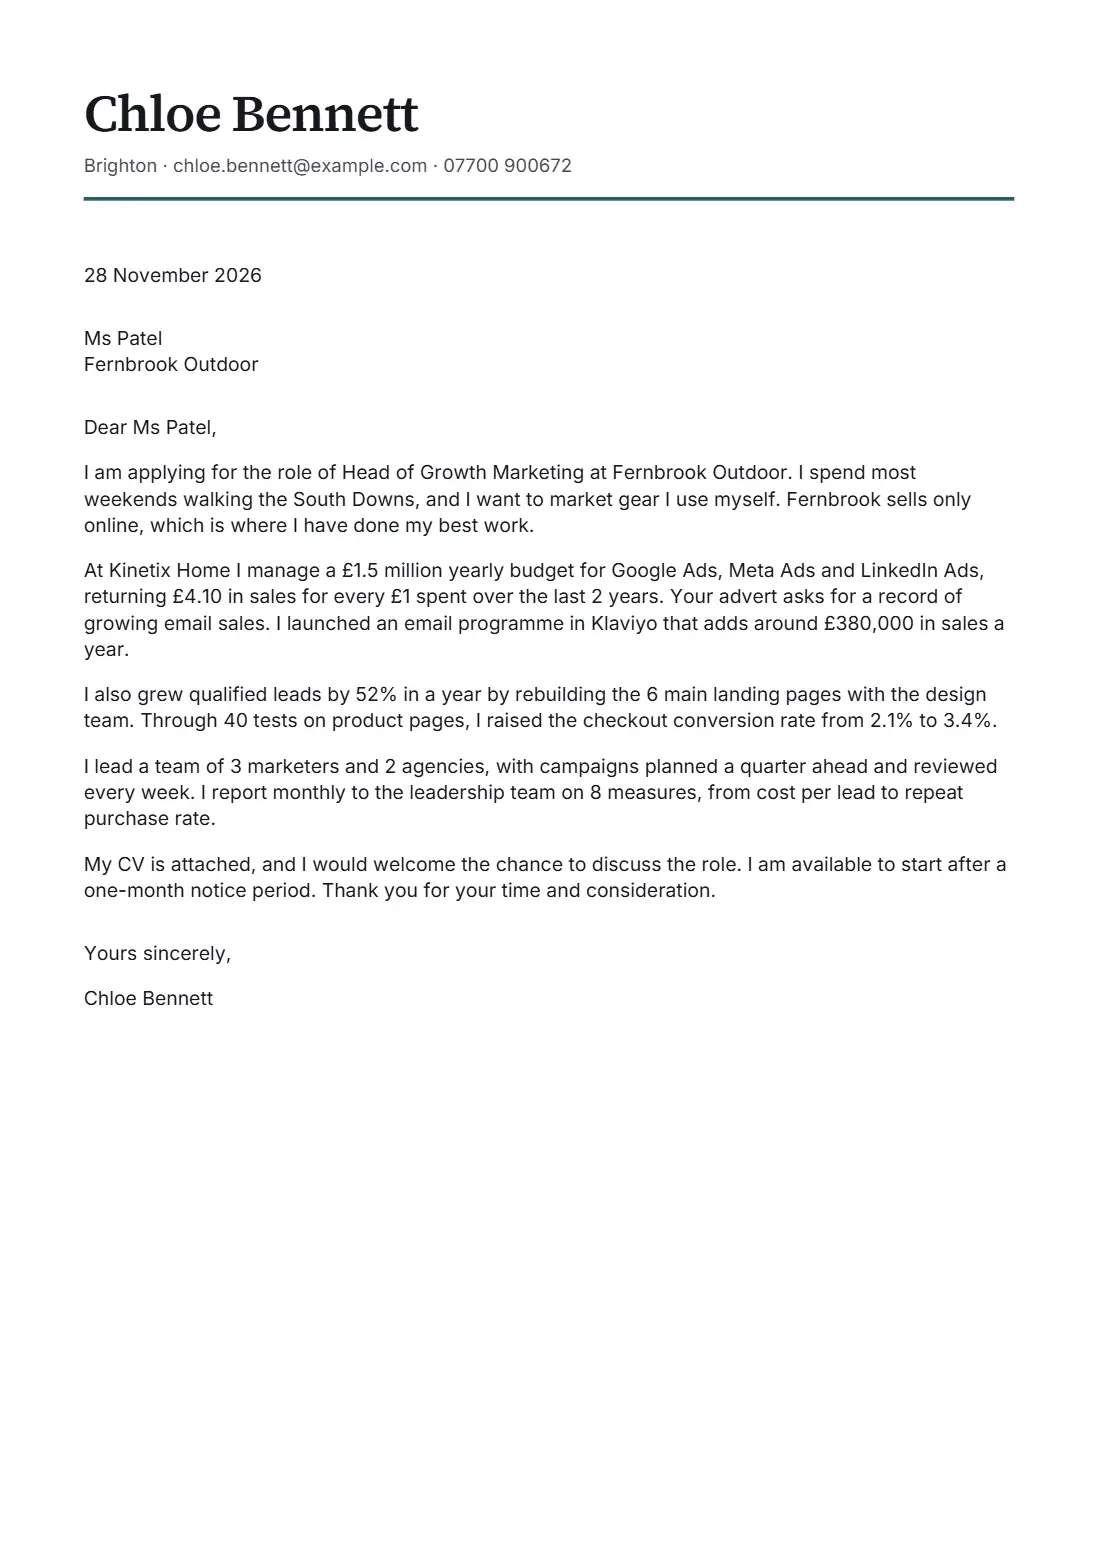 Chloe Bennett
Brighton · chloe.bennett@example.com · 07700 900672
28 November 2026
Ms Patel
Fernbrook Outdoor
Dear Ms Patel,
I am applying for the role of Head of Growth Marketing at Fernbrook Outdoor. I spend most
weekends walking the South Downs, and I want to market gear I use myself. Fernbrook sells only
online, which is where I have done my best work.
At Kinetix Home I manage a £1.5 million yearly budget for Google Ads, Meta Ads and LinkedIn Ads,
returning £4.10 in sales for every £1 spent over the last 2 years. Your advert asks for a record of
growing email sales. I launched an email programme in Klaviyo that adds around £380,000 in sales a
year.
I also grew qualified leads by 52% in a year by rebuilding the 6 main landing pages with the design
team. Through 40 tests on product pages, I raised the checkout conversion rate from 2.1% to 3.4%.
I lead a team of 3 marketers and 2 agencies, with campaigns planned a quarter ahead and reviewed
every week. I report monthly to the leadership team on 8 measures, from cost per lead to repeat
purchase rate.
My CV is attached, and I would welcome the chance to discuss the role. I am available to start after a
one-month notice period. Thank you for your time and consideration.
Yours sincerely,
Chloe Bennett